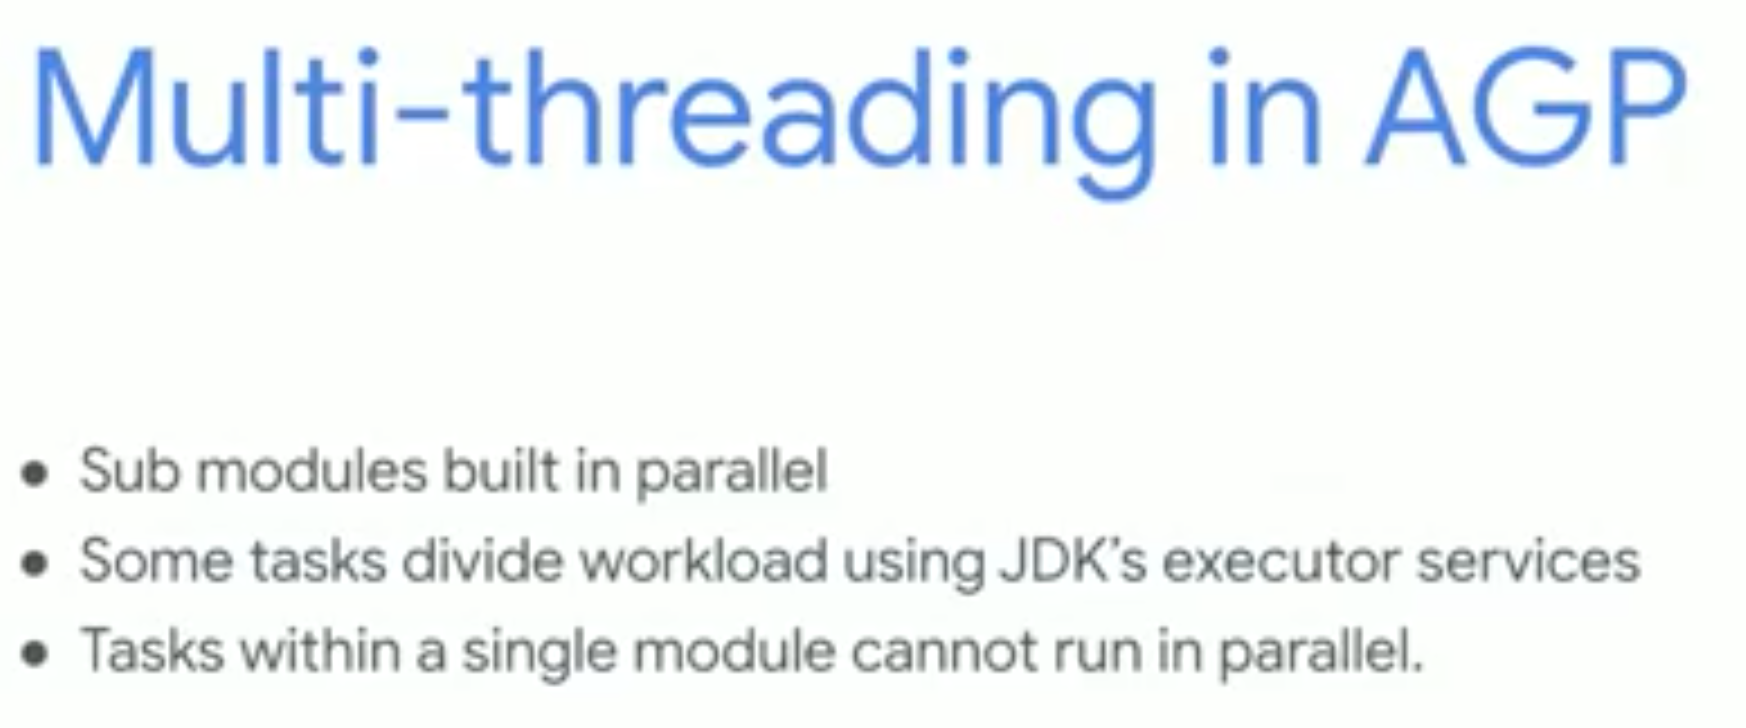 Multi-threading in AGP
• Sub modules built in parallel
• Some tasks divide workload using JDK’s executor services
• Tasks within a single module cannot run in parallel.